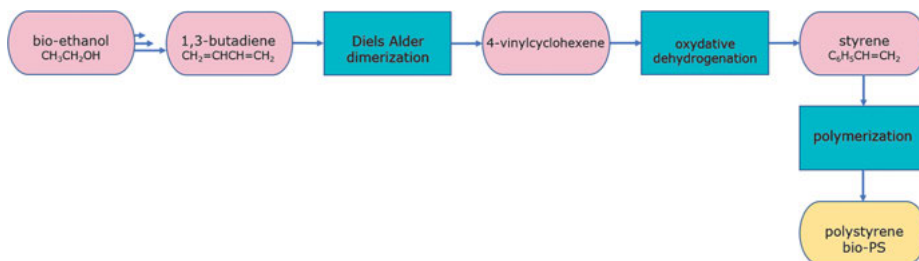 bio-ethanol
CH₃CH₂OH
1,3-butadiene
CH₂=CHCH=CH₂
Diels Alder
dimerization
4-vinylcyclohexene
oxydative
dehydrogenation
styrene
C₆H₅CH=CH₂
polymerization
polystyrene
bio-PS